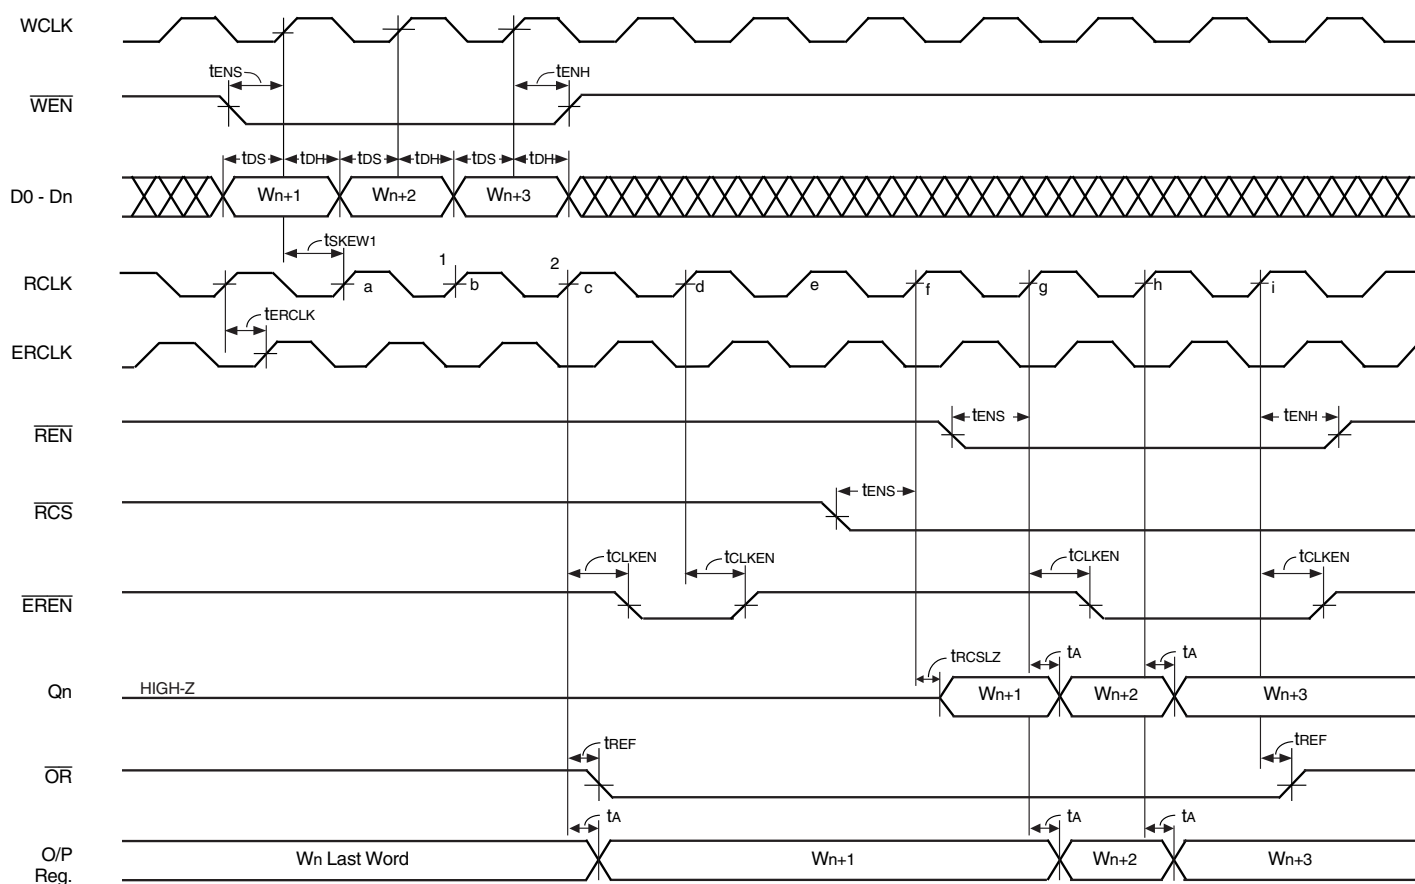 WCLK
tENS
tENH
WEN
tDS tDH tDS tDH tDS tDH
D0 - Dn Wn+1 Wn+2 Wn+3
tSKEW1
1 2
RCLK a b c d e f g h i
tERCLK
ERCLK
tENS tENH
REN
tENS
RCS
tCLKEN tCLKEN tCLKEN tCLKEN
EREN
tRCSLZ tA tA
Qn HIGH-Z Wn+1 Wn+2 Wn+3
tREF tREF
OR
tA tA tA
O/P Reg. Wn Last Word Wn+1 Wn+2 Wn+3